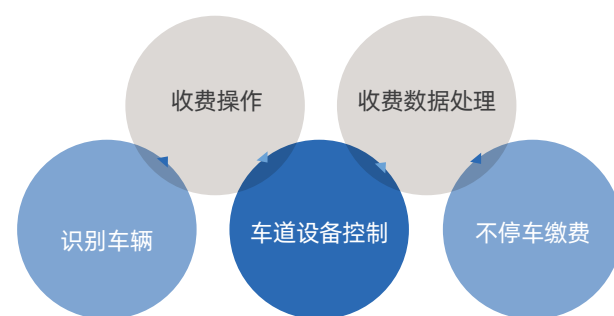 收费操作
收费数据处理
识别车辆
车道设备控制
不停车缴费